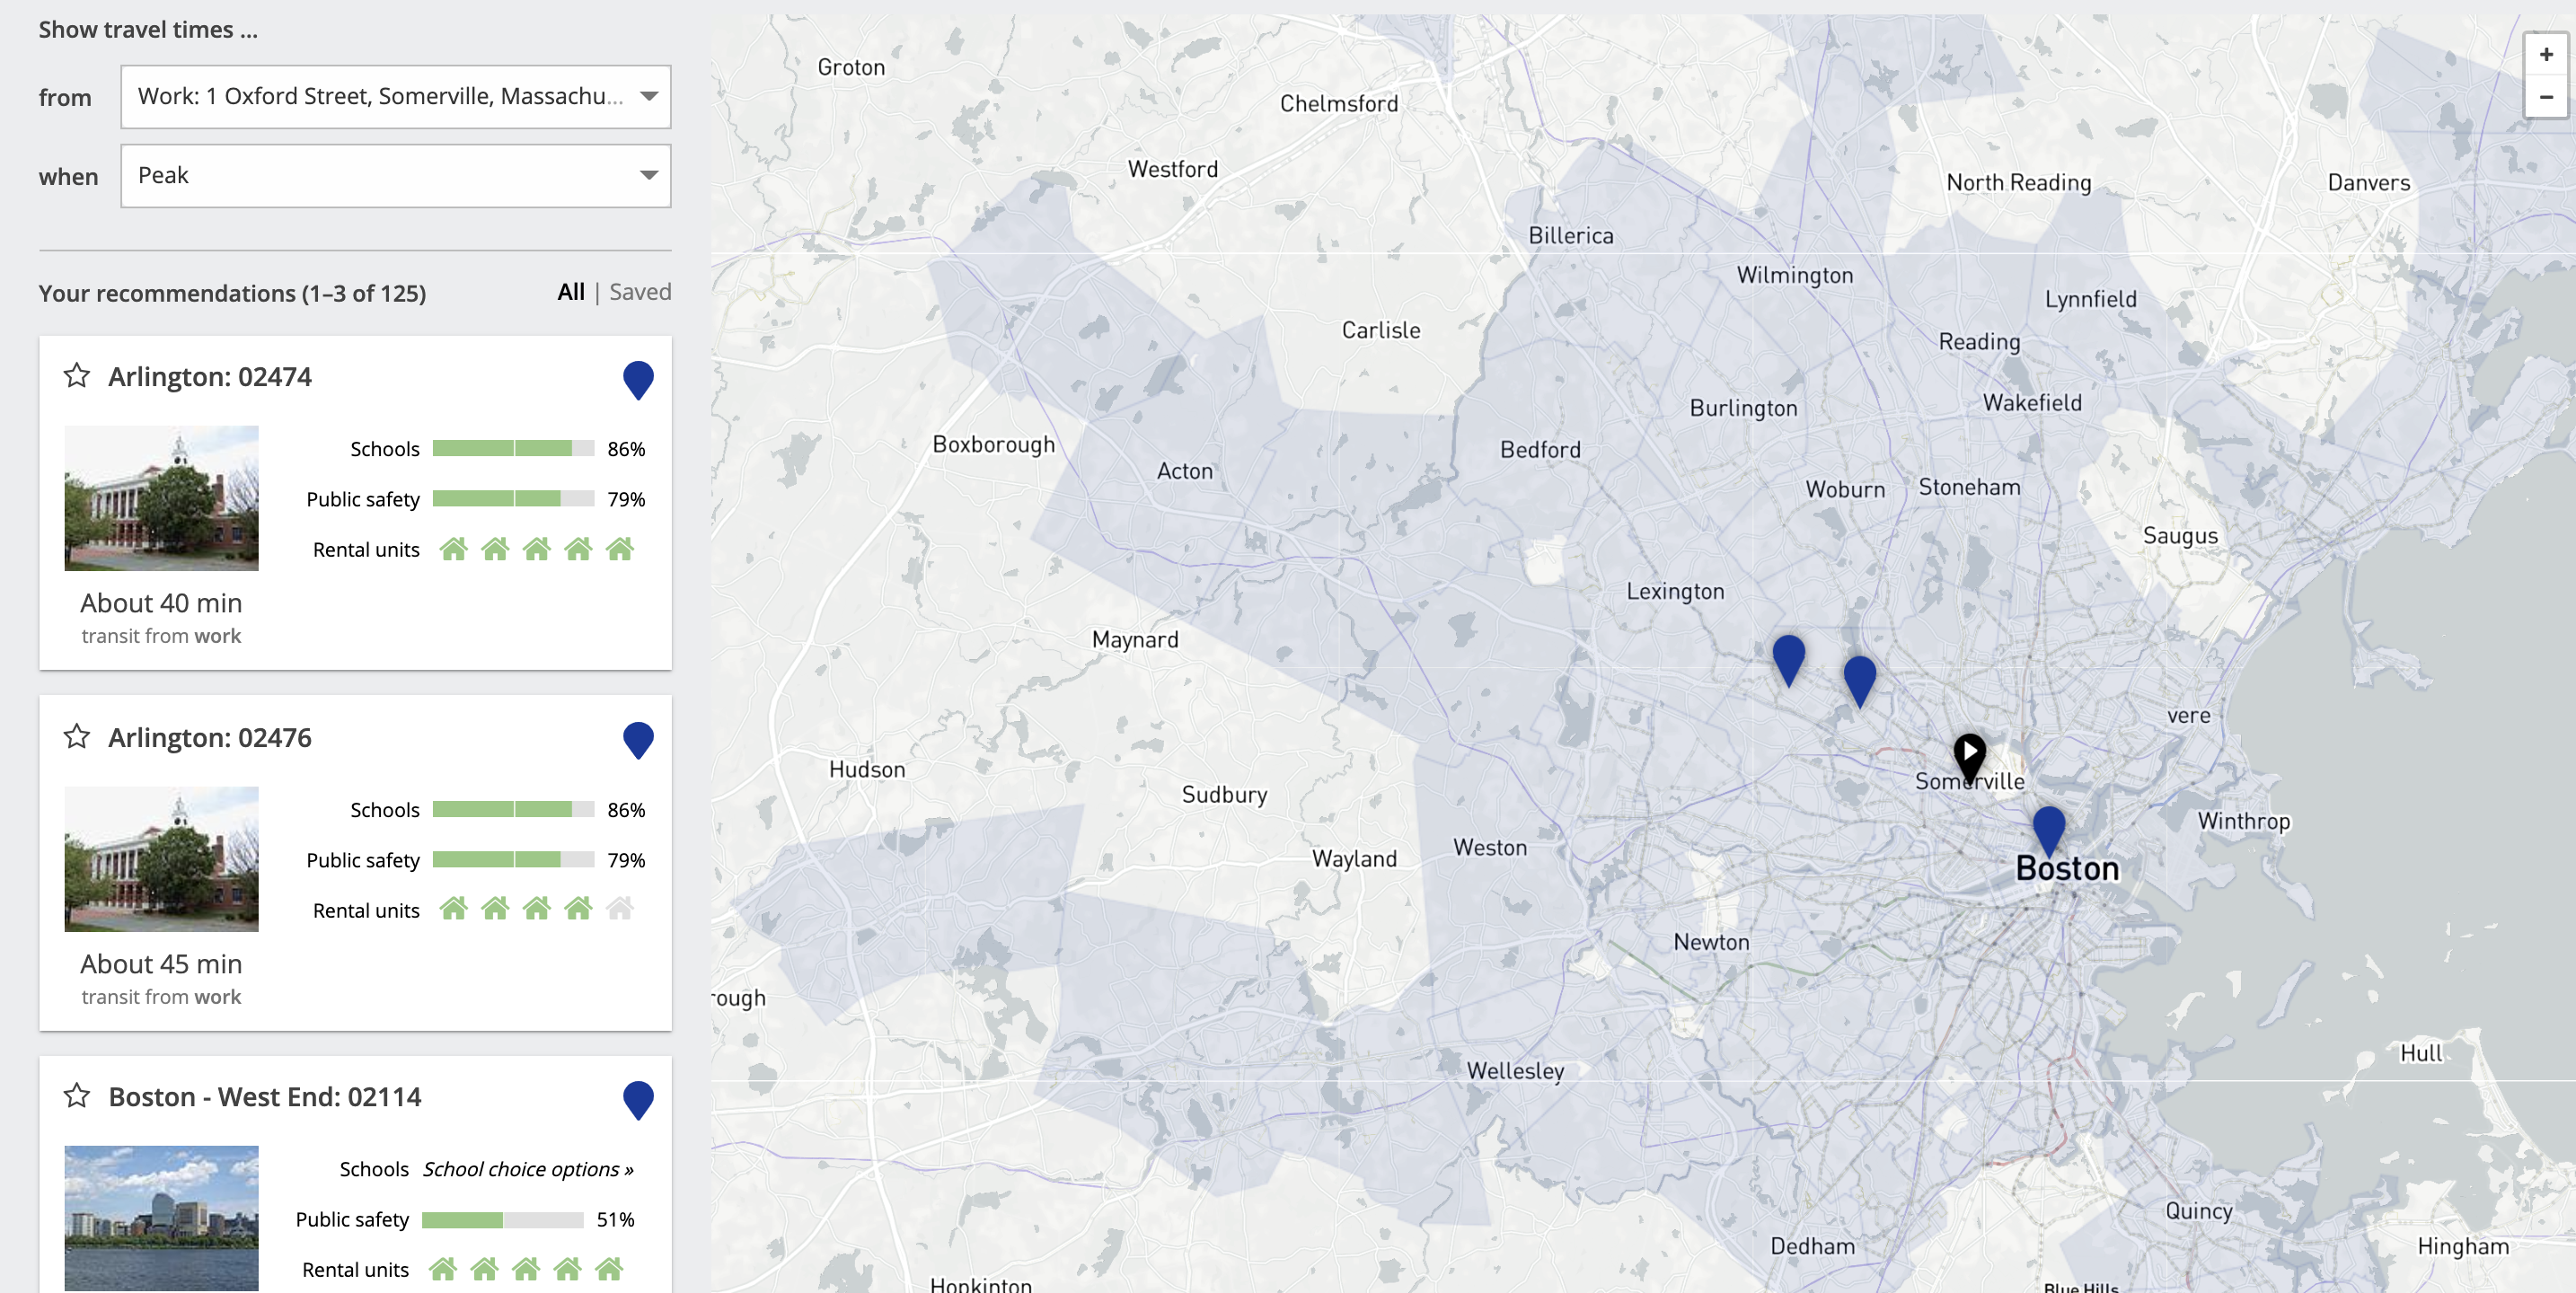 Show travel times ...
from
Work: 1 Oxford Street, Somerville, Massachu...
when
Peak
Your recommendations (1–3 of 125)
All | Saved
Arlington: 02474
Schools 86%
Public safety 79%
Rental units
About 40 min
transit from work
Arlington: 02476
Schools 86%
Public safety 79%
Rental units
About 45 min
transit from work
Boston - West End: 02114
Schools School choice options »
Public safety 51%
Rental units
+
−
Groton
Chelmsford
Westford
North Reading
Danvers
Billerica
Wilmington
Lynnfield
Carlisle
Reading
Wakefield
Burlington
Boxborough
Bedford
Acton
Woburn
Stoneham
Saugus
Lexington
Maynard
vere
Hudson
Somerville
Sudbury
Winthrop
Weston
Wayland
Boston
Newton
rough
Hull
Wellesley
Quincy
Dedham
Hingham
Hopkinton
Blue Hills